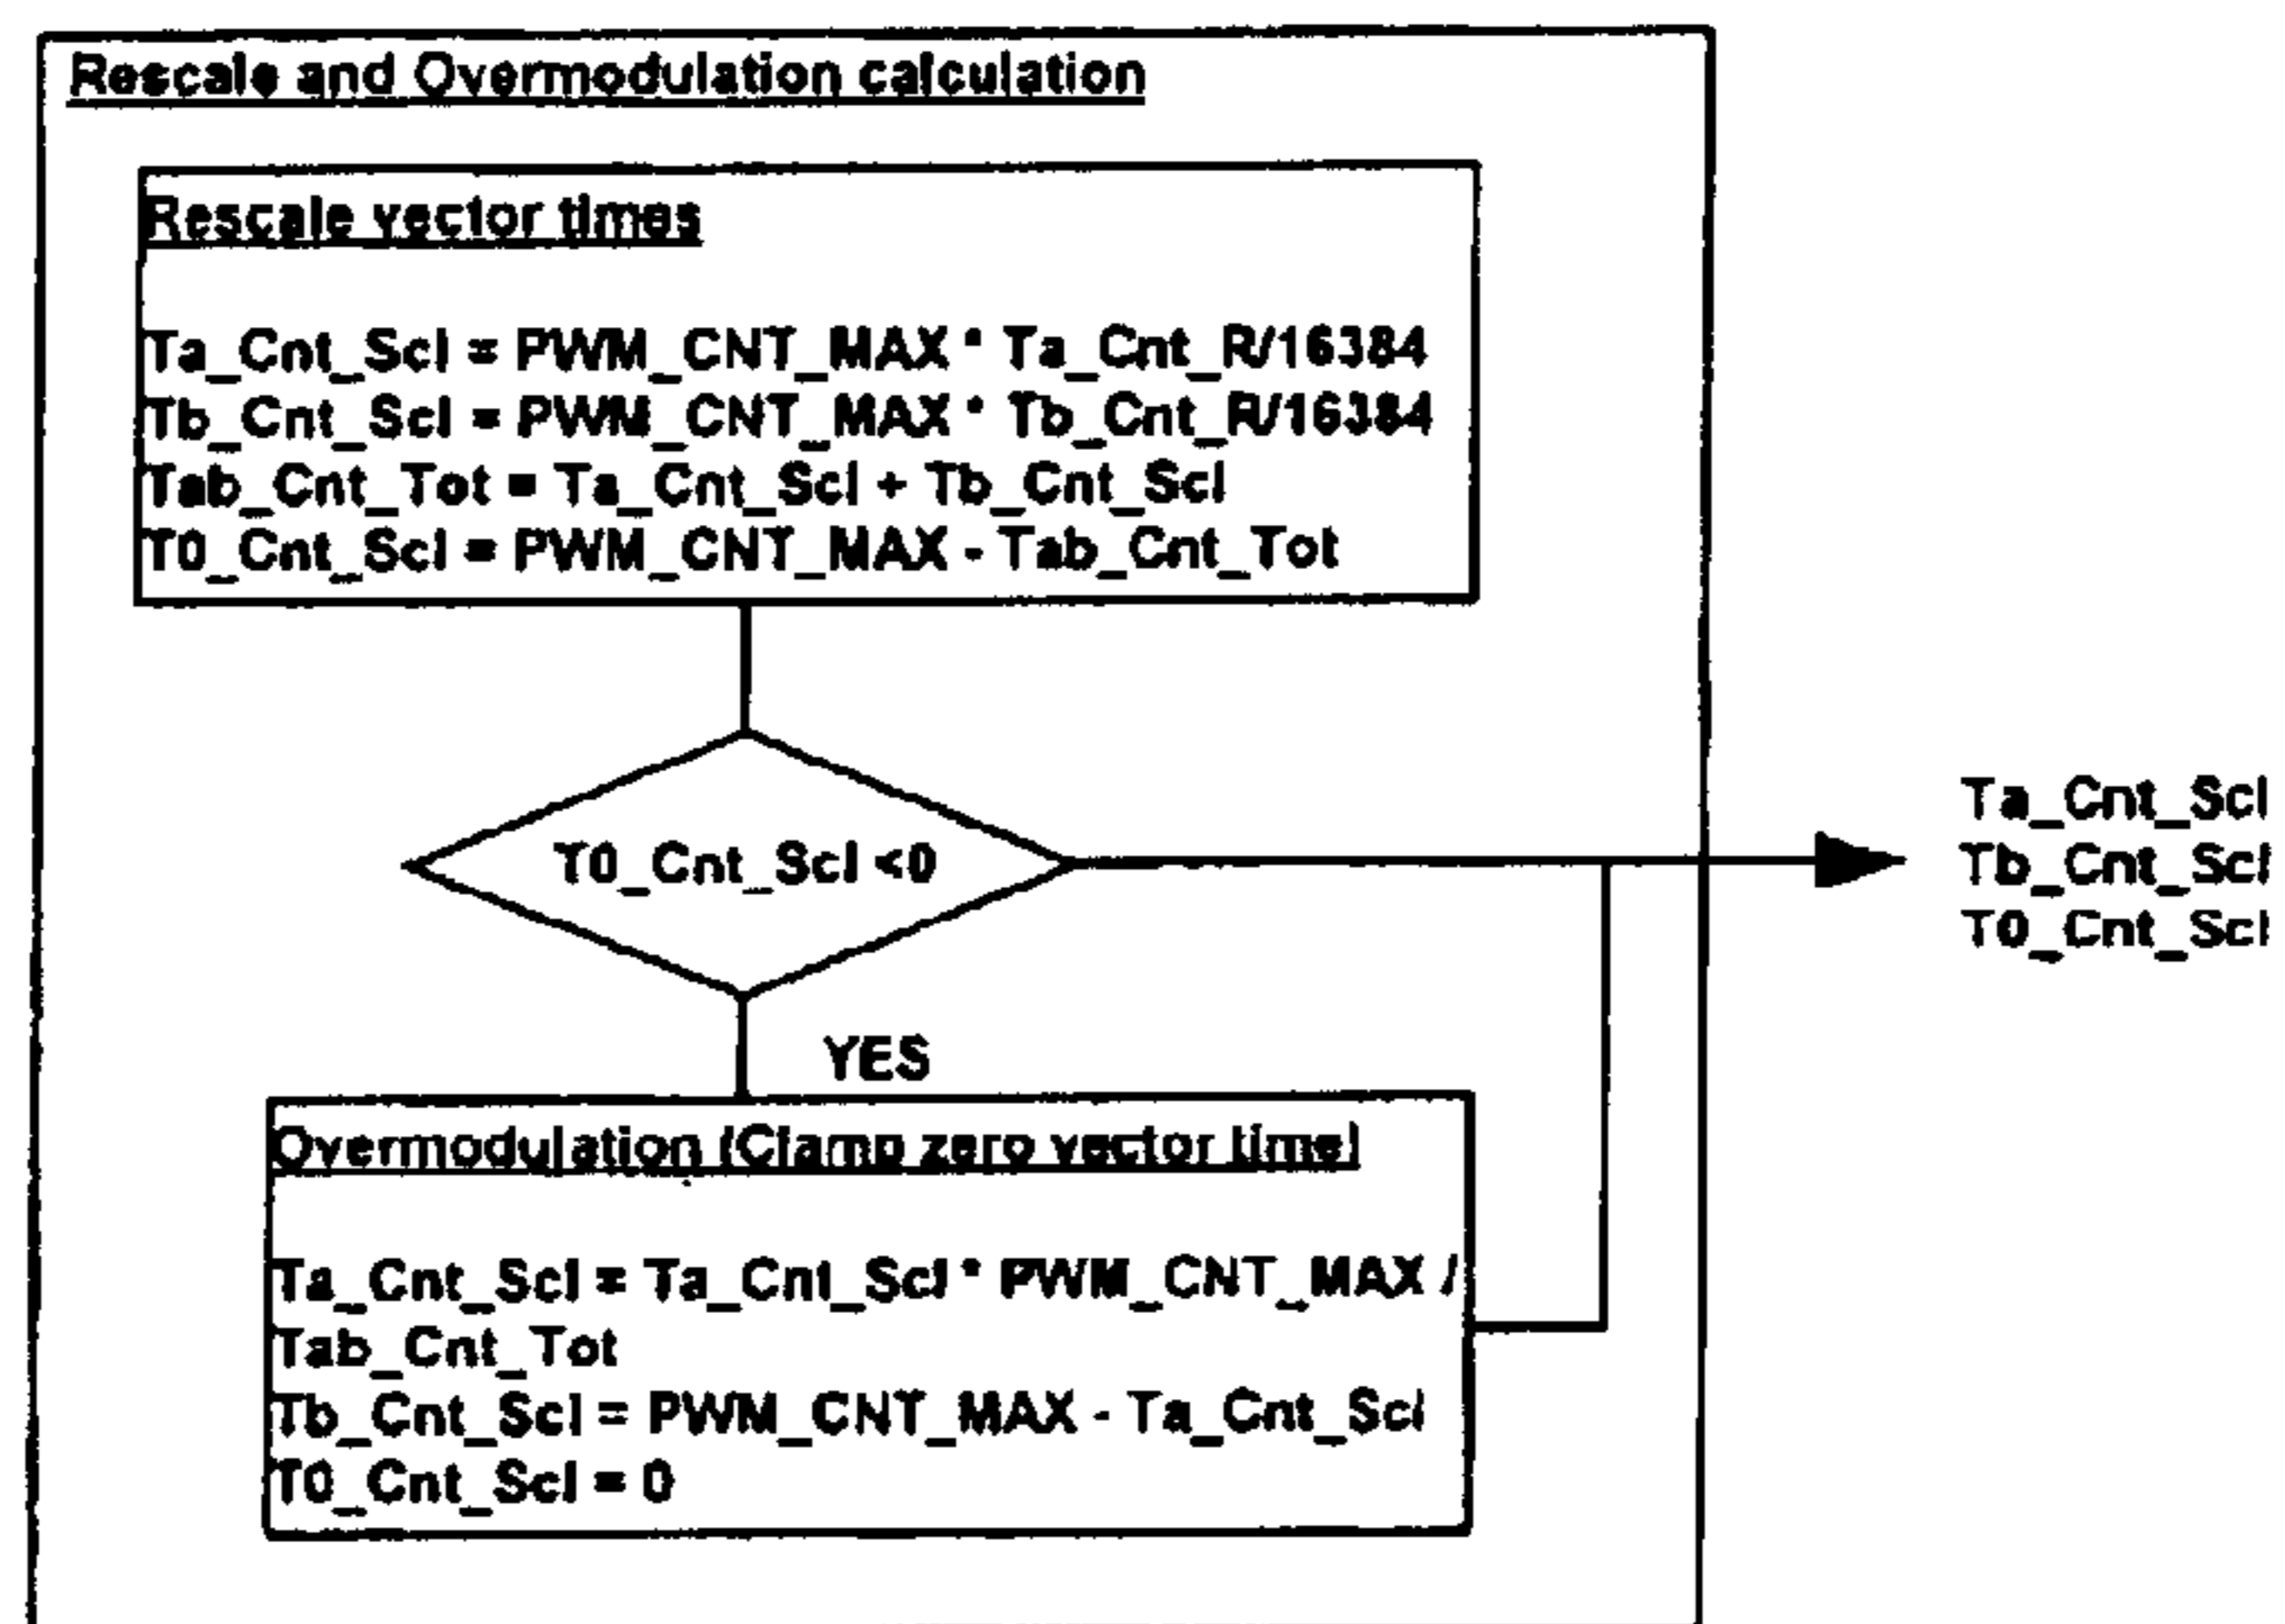 Rescale and Overmodulation calculation
Rescale vector times
Ta_Cnt_Scl = PWM_CNT_MAX * Ta_Cnt_R/16384
Tb_Cnt_Scl = PWM_CNT_MAX * Tb_Cnt_R/16384
Tab_Cnt_Tot = Ta_Cnt_Scl + Tb_Cnt_Scl
T0_Cnt_Scl = PWM_CNT_MAX - Tab_Cnt_Tot
T0_Cnt_Scl <0
Ta_Cnt_Scl
Tb_Cnt_Scl
T0_Cnt_Scl
YES
Overmodulation (Clamp zero vector time)
Ta_Cnt_Scl = Ta_Cnt_Scl * PWM_CNT_MAX /
Tab_Cnt_Tot
Tb_Cnt_Scl = PWM_CNT_MAX - Ta_Cnt_Scl
T0_Cnt_Scl = 0